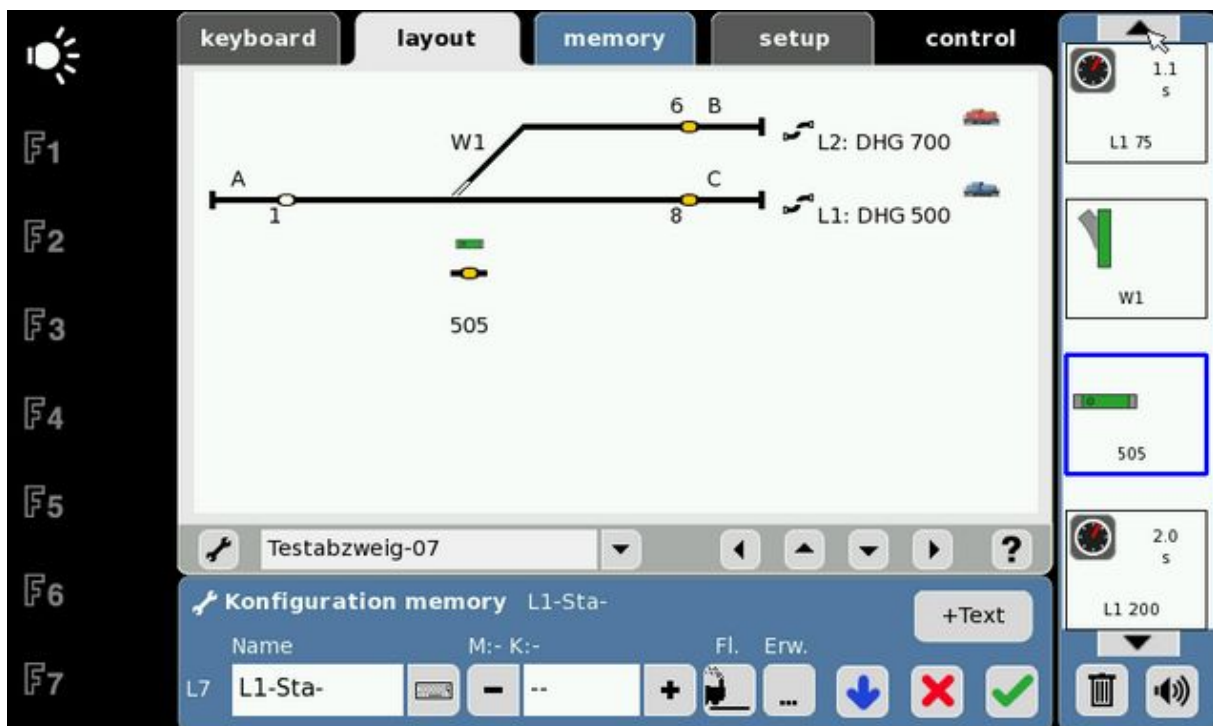 keyboard layout memory setup control
F1
F2
F3
F4
F5
F6
F7
6 B
W1
L2: DHG 700
A
C
1
8
L1: DHG 500
505
Testabzweig-07
?
Konfiguration memory L1-Sta-
+Text
Name M:- K:- Fl. Erw.
L7 L1-Sta- - -- + ...
1.1
s
L1 75
W1
505
2.0
s
L1 200